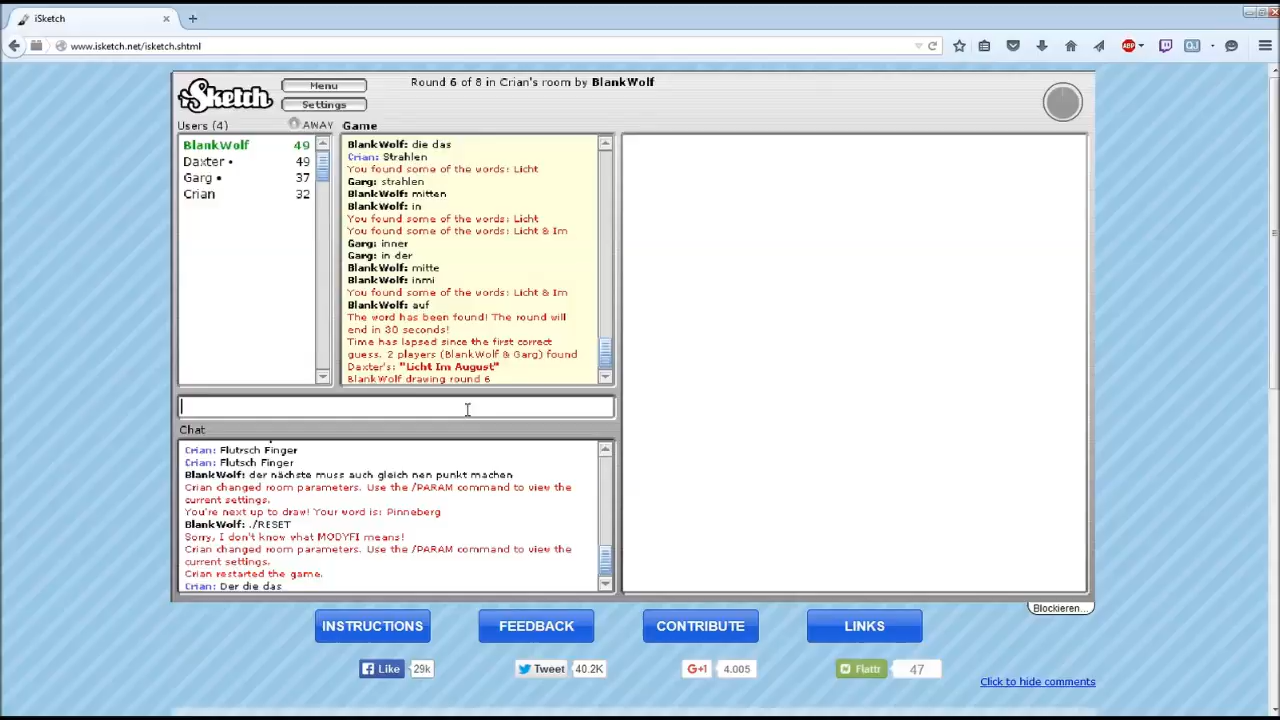 iSketch
www.isketch.net/isketch.shtml
ABP
iSketch
Menu
Settings
Round 6 of 8 in Crian's room by BlankWolf
Users (4)
AWAY
Game
BlankWolf 49
Daxter • 49
Garg • 37
Crian 32
BlankWolf: die das
Crian: Strahlen
You found some of the words: Licht
Garg: strahlen
BlankWolf: mitten
BlankWolf: in
You found some of the words: Licht
You found some of the words: Licht & Im
Garg: inner
Garg: in der
BlankWolf: mitte
BlankWolf: inmi
You found some of the words: Licht & Im
BlankWolf: auf
The word has been found! The round will
end in 30 seconds!
Time has lapsed since the first correct
guess. 2 players (BlankWolf & Garg) found
Daxter's: "Licht Im August"
BlankWolf drawing round 6
Chat
Crian: Flutrsch Finger
Crian: Flutsch Finger
BlankWolf: der nächste muss auch gleich nen punkt machen
Crian changed room parameters. Use the /PARAM command to view the
current settings.
You're next up to draw! Your word is: Pinneberg
BlankWolf: ./RESET
Sorry, I don't know what MODYFI means!
Crian changed room parameters. Use the /PARAM command to view the
current settings.
Crian restarted the game.
Crian: Der die das
Blockieren...
INSTRUCTIONS
FEEDBACK
CONTRIBUTE
LINKS
Like 29k
Tweet 40.2K
G+1 4.005
Flattr 47
Click to hide comments